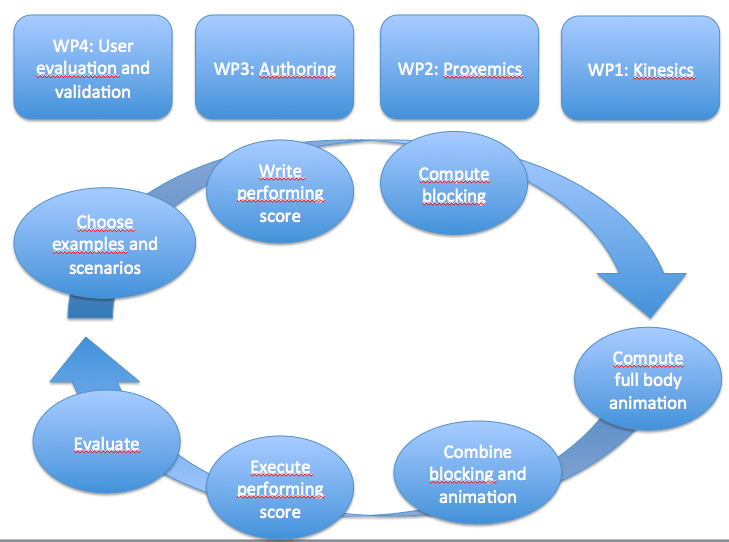 WP4: User
evaluation and
validation
WP3: Authoring
WP2: Proxemics
WP1: Kinesics
Write
performing
score
Compute
blocking
Choose
examples and
scenarios
Compute
full body
animation
Evaluate
Execute
performing
score
Combine
blocking and
animation